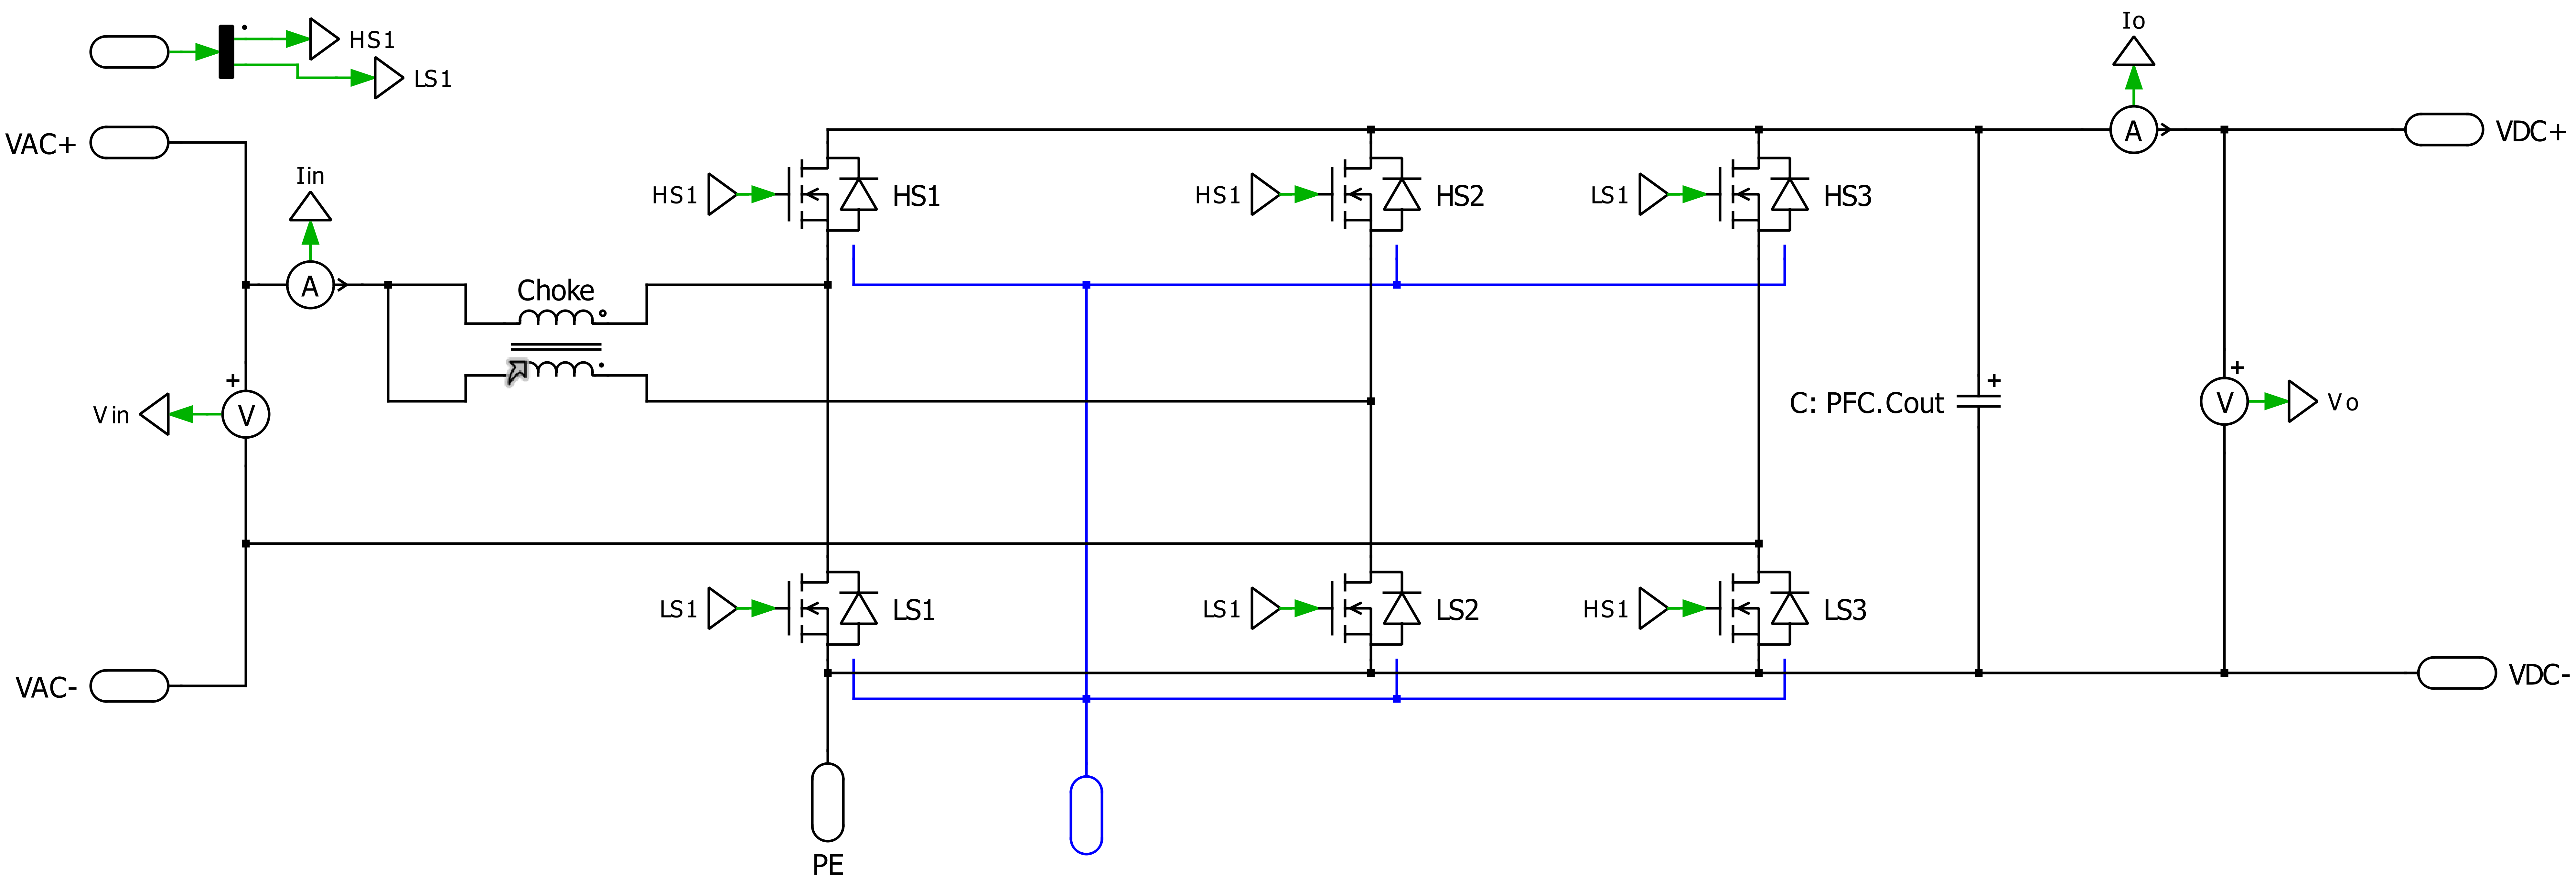 Io
HS1
LS1
VAC+
VDC+
Iin
HS1
HS1
HS1
HS2
LS1
HS3
A
A
Choke
+
+
+
Vin
V
C: PFC.Cout
V
Vo
LS1
LS1
LS1
LS2
HS1
LS3
VAC-
VDC-
PE